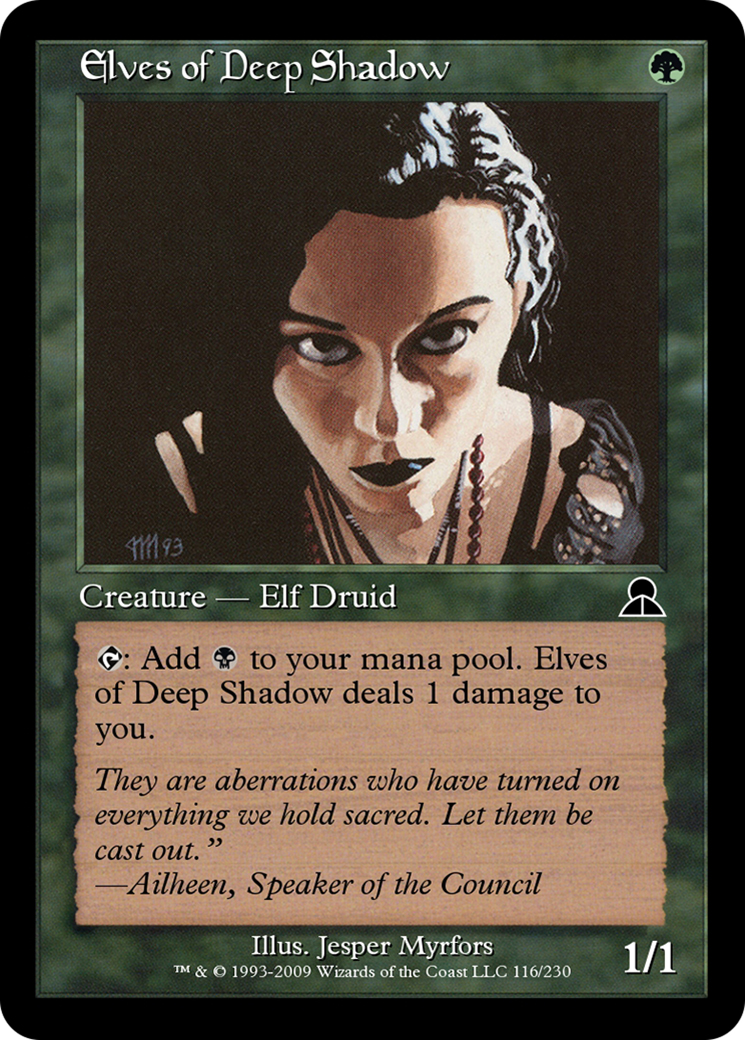 Elves of Deep Shadow
93
Creature — Elf Druid
: Add to your mana pool. Elves
of Deep Shadow deals 1 damage to
you.
They are aberrations who have turned on
everything we hold sacred. Let them be
cast out.”
—Ailheen, Speaker of the Council
Illus. Jesper Myrfors
™ & © 1993-2009 Wizards of the Coast LLC 116/230
1/1